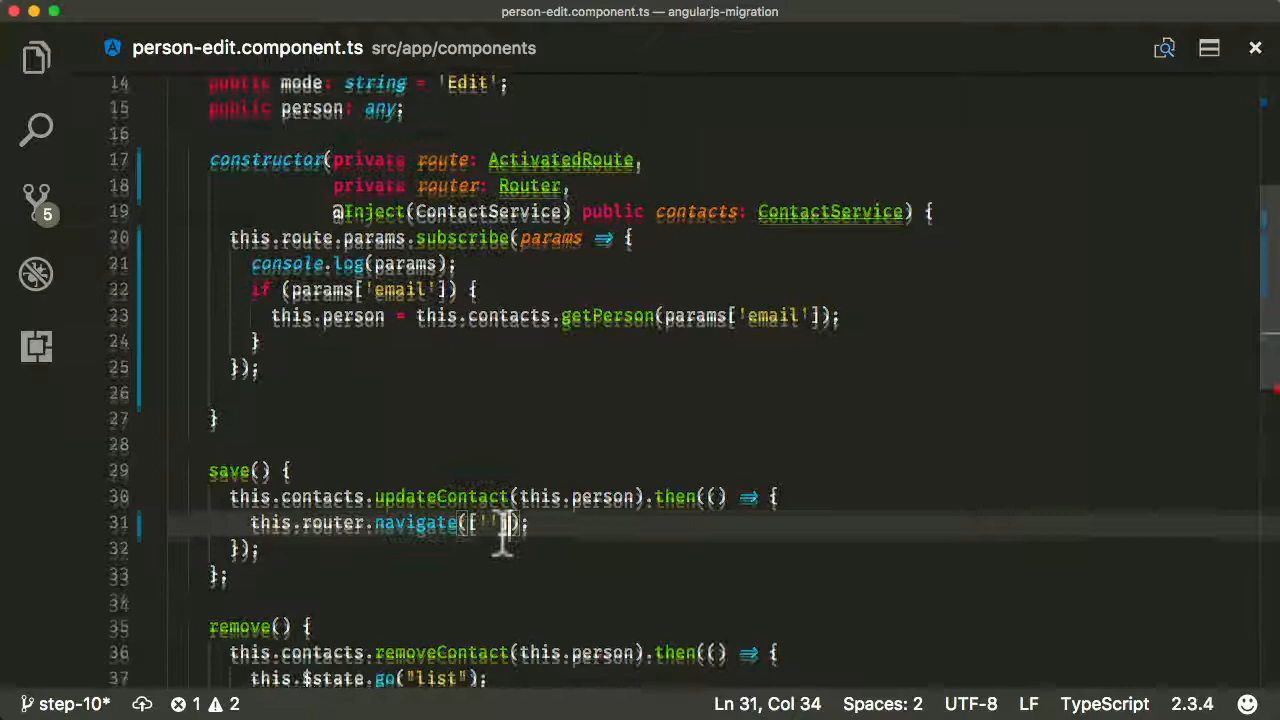 person-edit.component.ts — angularjs-migration
person-edit.component.ts src/app/components
14 public mode: string = 'Edit';
15 public person: any;
16
17 constructor(private route: ActivatedRoute,
18 private router: Router,
19 @Inject(ContactService) public contacts: ContactService) {
20 this.route.params.subscribe(params => {
21 console.log(params);
22 if (params['email']) {
23 this.person = this.contacts.getPerson(params['email']);
24 }
25 });
26
27 }
28
29 save() {
30 this.contacts.updateContact(this.person).then(() => {
31 this.router.navigate(['']);
32 });
33 };
34
35 remove() {
36 this.contacts.removeContact(this.person).then(() => {
37 this.$state.go("list");
5
step-10* 1 2 Ln 31, Col 34 Spaces: 2 UTF-8 LF TypeScript 2.3.4